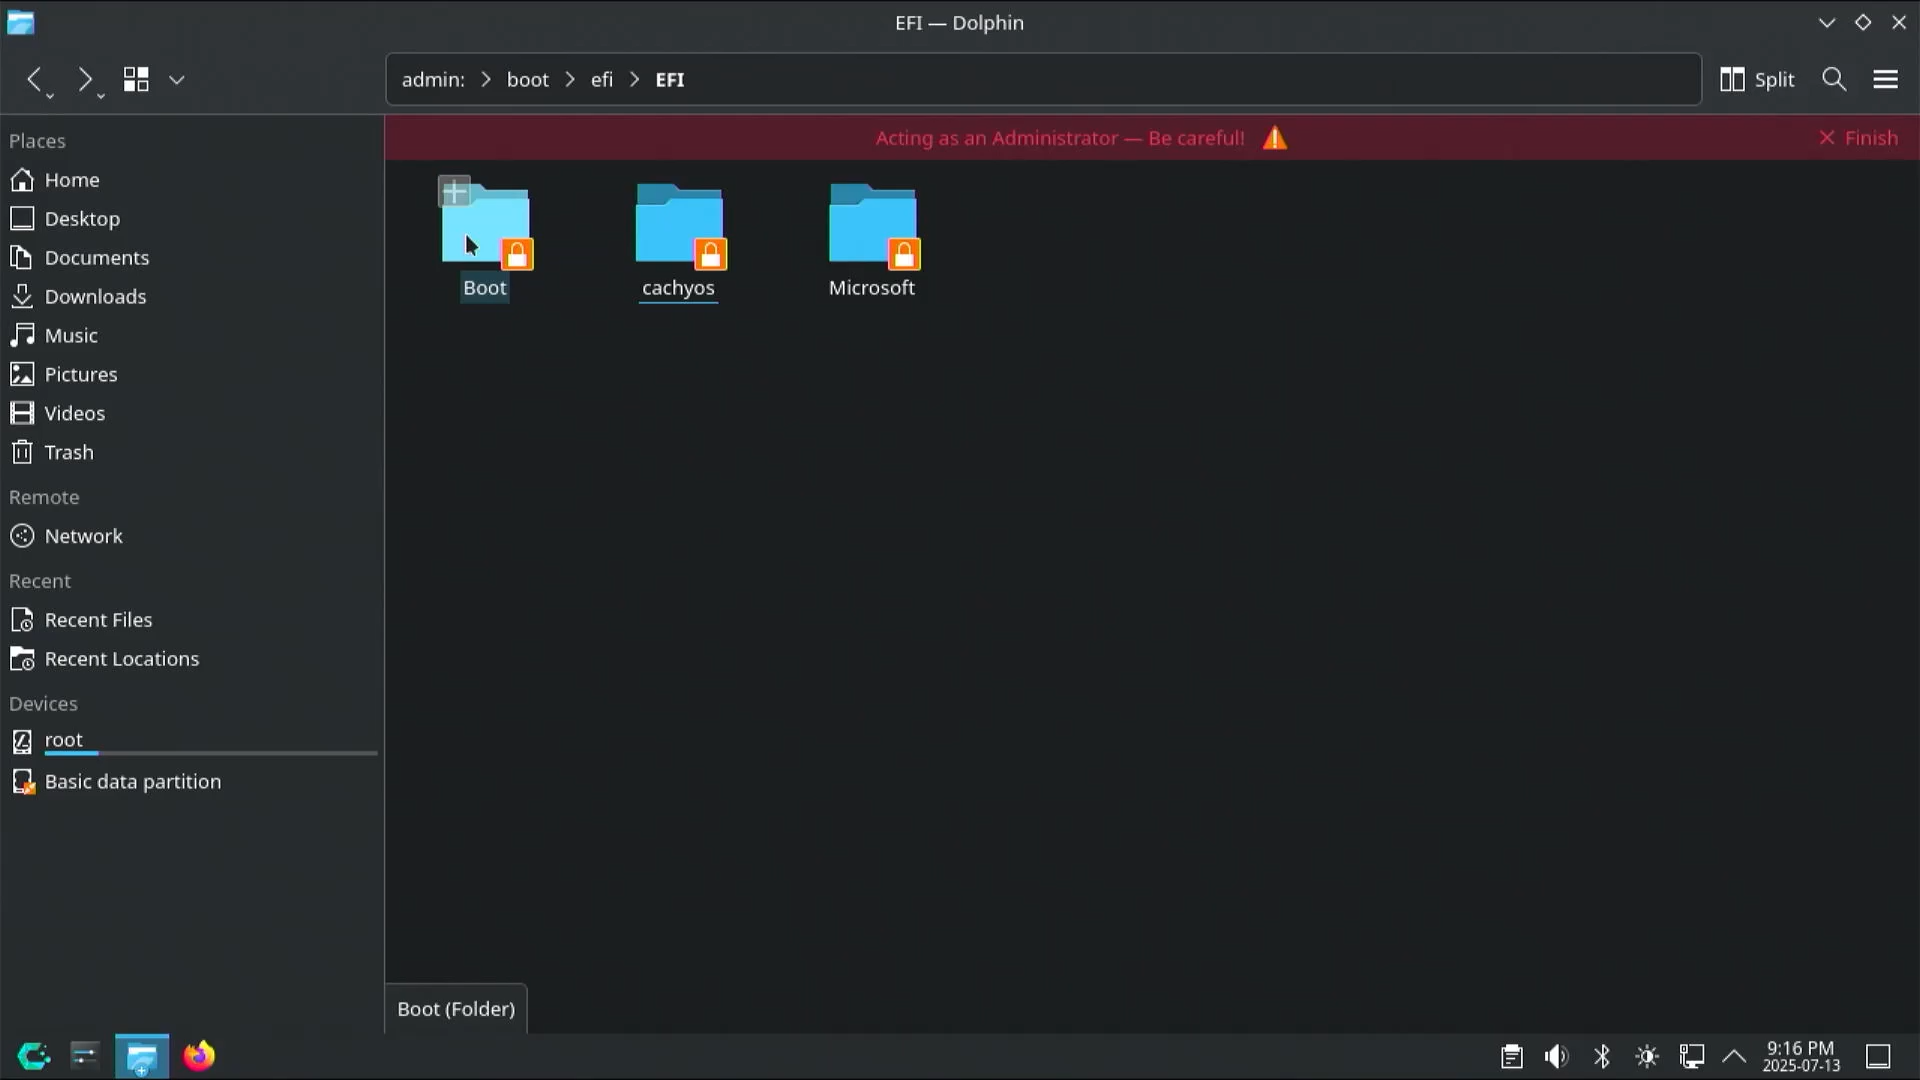 EFI — Dolphin
admin: > boot > efi > EFI
Split
Places
Acting as an Administrator — Be careful!
Finish
Home
Desktop
Documents
Downloads
Music
Pictures
Videos
Trash
Boot
cachyos
Microsoft
Remote
Network
Recent
Recent Files
Recent Locations
Devices
root
Basic data partition
Boot (Folder)
9:16 PM
2025-07-13